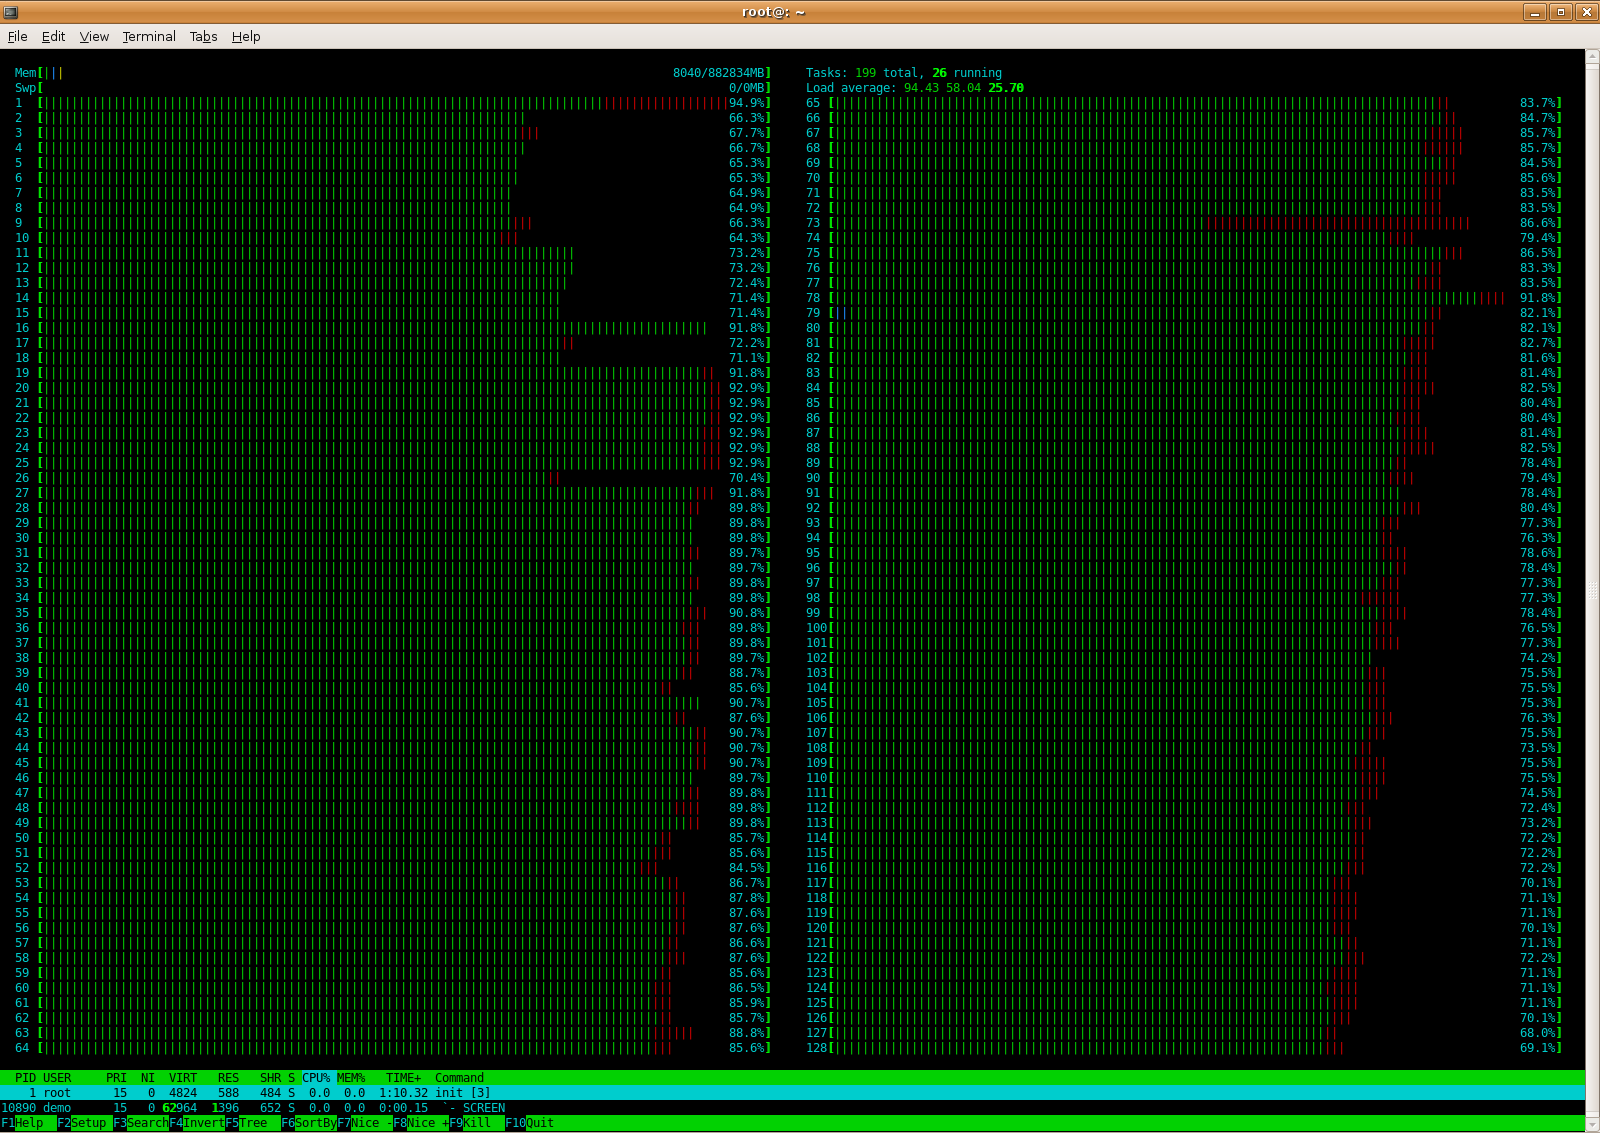 root@: ~
File Edit View Terminal Tabs Help
Mem[||| 8040/882834MB] Tasks: 199 total, 26 running
Swp[ 0/0MB] Load average: 94.43 58.04 25.70
1 [ 94.9%] 65 [ 83.7%]
2 [ 66.3%] 66 [ 84.7%]
3 [ 67.7%] 67 [ 85.7%]
4 [ 66.7%] 68 [ 85.7%]
5 [ 65.3%] 69 [ 84.5%]
6 [ 65.3%] 70 [ 85.6%]
7 [ 64.9%] 71 [ 83.5%]
8 [ 64.9%] 72 [ 83.5%]
9 [ 66.3%] 73 [ 86.6%]
10 [ 64.3%] 74 [ 79.4%]
11 [ 73.2%] 75 [ 86.5%]
12 [ 73.2%] 76 [ 83.3%]
13 [ 72.4%] 77 [ 83.5%]
14 [ 71.4%] 78 [ 91.8%]
15 [ 71.4%] 79 [ 82.1%]
16 [ 91.8%] 80 [ 82.1%]
17 [ 72.2%] 81 [ 82.7%]
18 [ 71.1%] 82 [ 81.6%]
19 [ 91.8%] 83 [ 81.4%]
20 [ 92.9%] 84 [ 82.5%]
21 [ 92.9%] 85 [ 80.4%]
22 [ 92.9%] 86 [ 80.4%]
23 [ 92.9%] 87 [ 81.4%]
24 [ 92.9%] 88 [ 82.5%]
25 [ 92.9%] 89 [ 78.4%]
26 [ 70.4%] 90 [ 79.4%]
27 [ 91.8%] 91 [ 78.4%]
28 [ 89.8%] 92 [ 80.4%]
29 [ 89.8%] 93 [ 77.3%]
30 [ 89.8%] 94 [ 76.3%]
31 [ 89.7%] 95 [ 78.6%]
32 [ 89.7%] 96 [ 78.4%]
33 [ 89.8%] 97 [ 77.3%]
34 [ 89.8%] 98 [ 77.3%]
35 [ 90.8%] 99 [ 78.4%]
36 [ 89.8%] 100[ 76.5%]
37 [ 89.8%] 101[ 77.3%]
38 [ 89.7%] 102[ 74.2%]
39 [ 88.7%] 103[ 75.5%]
40 [ 85.6%] 104[ 75.5%]
41 [ 90.7%] 105[ 75.3%]
42 [ 87.6%] 106[ 76.3%]
43 [ 90.7%] 107[ 75.5%]
44 [ 90.7%] 108[ 73.5%]
45 [ 90.7%] 109[ 75.5%]
46 [ 89.7%] 110[ 75.5%]
47 [ 89.8%] 111[ 74.5%]
48 [ 89.8%] 112[ 72.4%]
49 [ 89.8%] 113[ 73.2%]
50 [ 85.7%] 114[ 72.2%]
51 [ 85.6%] 115[ 72.2%]
52 [ 84.5%] 116[ 72.2%]
53 [ 86.7%] 117[ 70.1%]
54 [ 87.8%] 118[ 71.1%]
55 [ 87.6%] 119[ 71.1%]
56 [ 87.6%] 120[ 70.1%]
57 [ 86.6%] 121[ 71.1%]
58 [ 87.6%] 122[ 72.2%]
59 [ 85.6%] 123[ 71.1%]
60 [ 86.5%] 124[ 71.1%]
61 [ 85.9%] 125[ 71.1%]
62 [ 85.7%] 126[ 70.1%]
63 [ 88.8%] 127[ 68.0%]
64 [ 85.6%] 128[ 69.1%]
PID USER PRI NI VIRT RES SHR S CPU% MEM% TIME+ Command
1 root 15 0 4824 588 484 S 0.0 0.0 1:10.32 init [3]
10890 demo 15 0 62964 1396 652 S 0.0 0.0 0:00.15 `- SCREEN
F1Help F2Setup F3SearchF4InvertF5Tree F6SortByF7Nice -F8Nice +F9Kill F10Quit